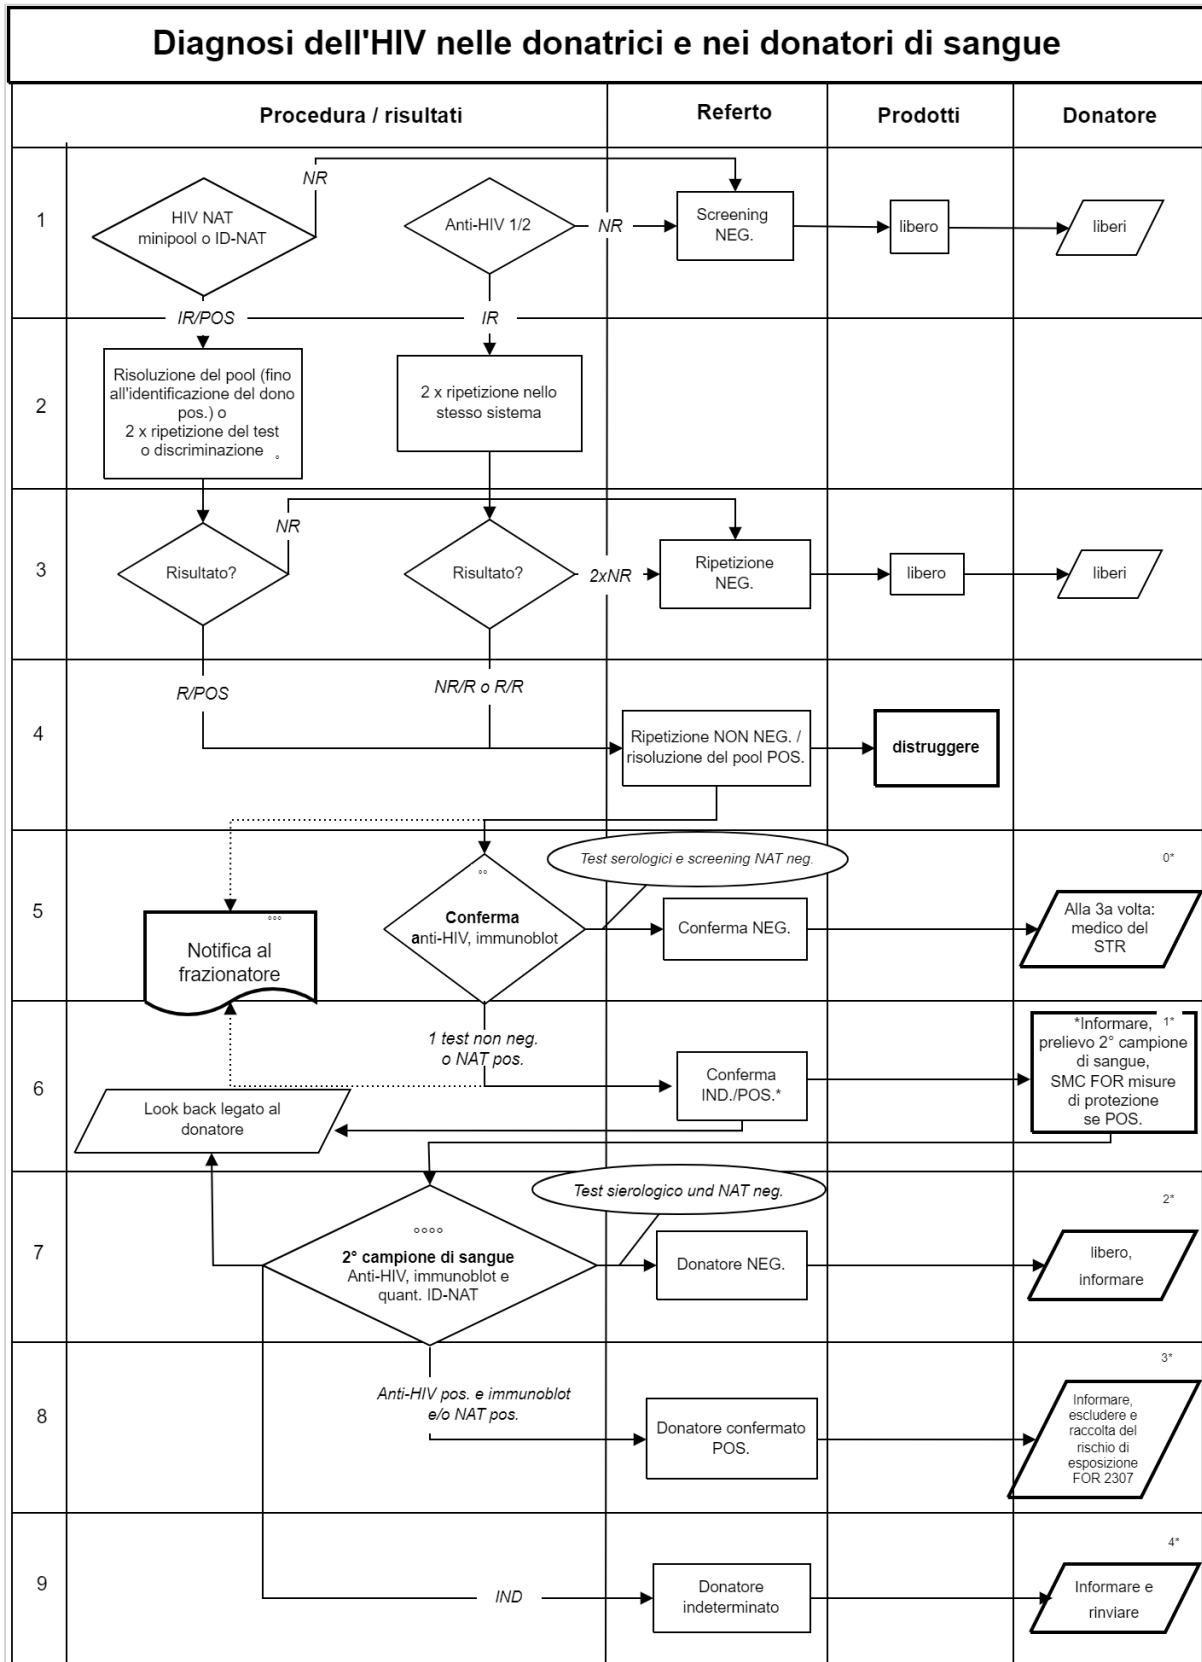 Diagnosi dell'HIV nelle donatrici e nei donatori di sangue
Procedura / risultati
Referto
Prodotti
Donatore
1
HIV NAT
minipool o ID-NAT
NR
Anti-HIV 1/2
NR
Screening
NEG.
libero
liberi
IR/POS
IR
2
Risoluzione del pool (fino
all'identificazione del dono
pos.) o
2 x ripetizione del test
o discriminazione °
2 x ripetizione nello
stesso sistema
3
Risultato?
NR
Risultato?
2xNR
Ripetizione
NEG.
libero
liberi
R/POS
NR/R o R/R
4
Ripetizione NON NEG. /
risoluzione del pool POS.
distruggere
5
Test serologici e screening NAT neg.
°°
Conferma
anti-HIV, immunoblot
Conferma NEG.
0*
Alla 3a volta:
medico del
STR
°°°
Notifica al
frazionatore
6
1 test non neg.
o NAT pos.
Conferma
IND./POS.*
1*
*Informare,
prelievo 2° campione
di sangue,
SMC FOR misure
di protezione
se POS.
Look back legato al
donatore
7
Test sierologico und NAT neg.
°°°°
2° campione di sangue
Anti-HIV, immunoblot e
quant. ID-NAT
Donatore NEG.
2*
libero,
informare
8
Anti-HIV pos. e immunoblot
e/o NAT pos.
Donatore confermato
POS.
3*
Informare,
escludere e
raccolta del
rischio di
esposizione
FOR 2307
9
IND
Donatore
indeterminato
4*
Informare e
rinviare